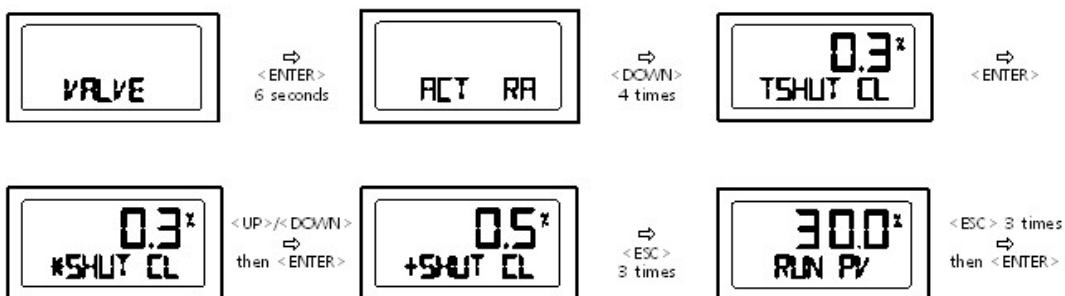 VALVE
⇨
<ENTER>
6 seconds
ACT RA
⇨
<DOWN>
4 times
0.3%
TSHUT CL
⇨
<ENTER>
0.3%
*SHUT CL
<UP>/<DOWN>
⇨
then <ENTER>
0.5%
+SHUT CL
⇨
<ESC>
3 times
30.0%
RUN PV
<ESC> 3 times
⇨
then <ENTER>